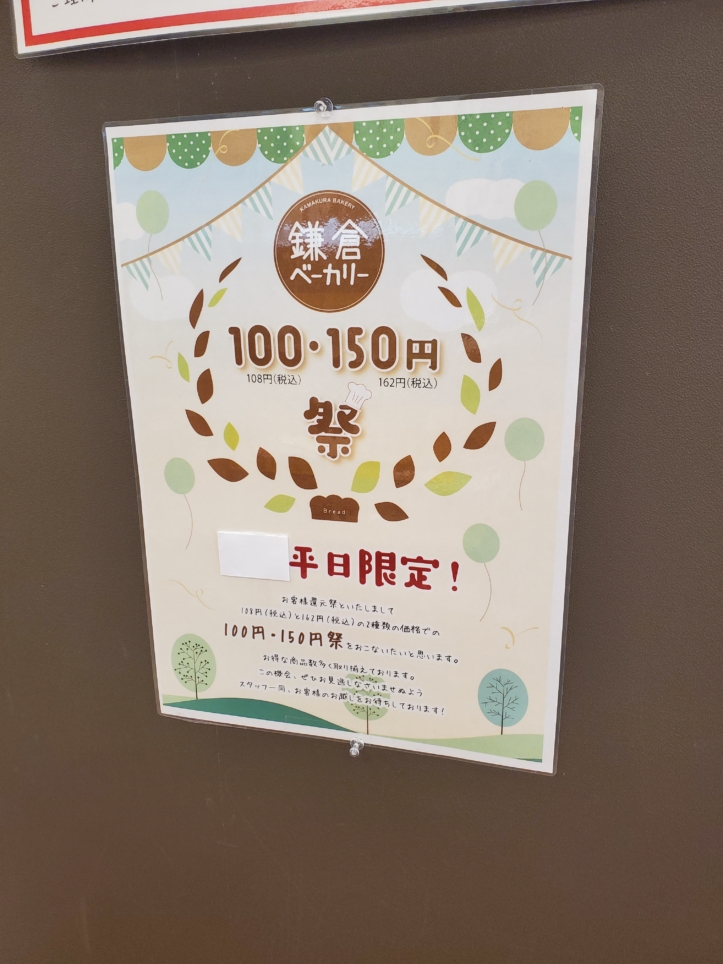 KAMAKURA BAKERY
鎌倉
ベーカリー
100・150円
108円(税込) 162円(税込)
祭
Bread
平日限定!
お客様還元祭といたしまして
108円(税込)と162円(税込)の2種類の価格での
100円・150円祭をおこないたいと思います。
お得な商品数多く取り揃えております。
この機会、ぜひお見逃しなさいませぬよう
スタッフ一同、お客様のお越しをお待ちしております!